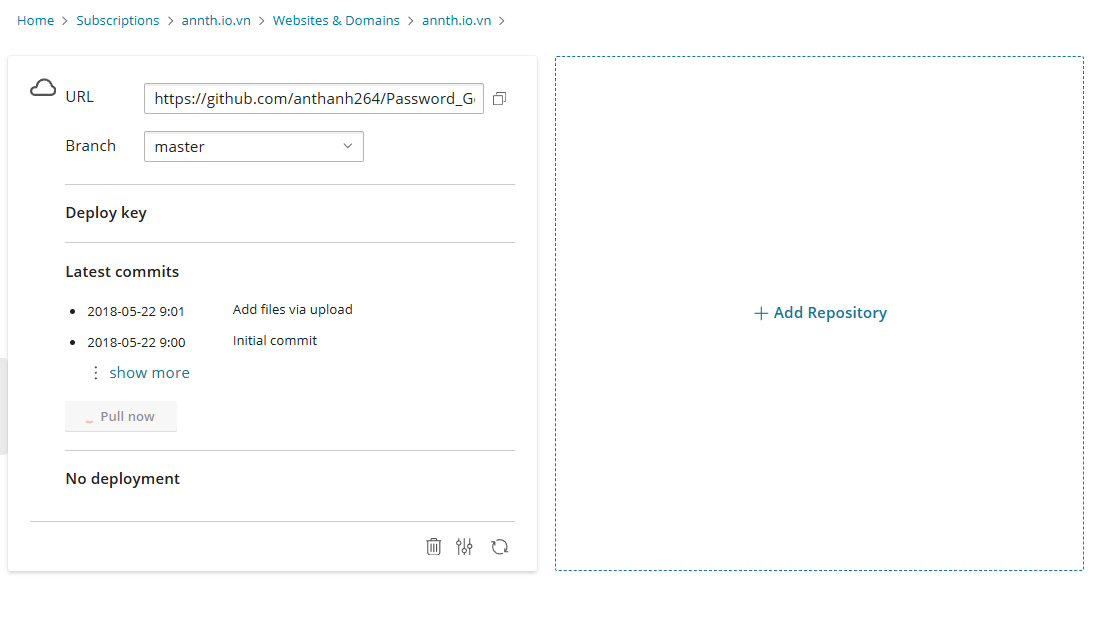 Home > Subscriptions > annth.io.vn > Websites & Domains > annth.io.vn >
URL https://github.com/anthanh264/Password_G
Branch master
Deploy key
Latest commits
• 2018-05-22 9:01 Add files via upload
• 2018-05-22 9:00 Initial commit
⋮ show more
Pull now
No deployment
+ Add Repository